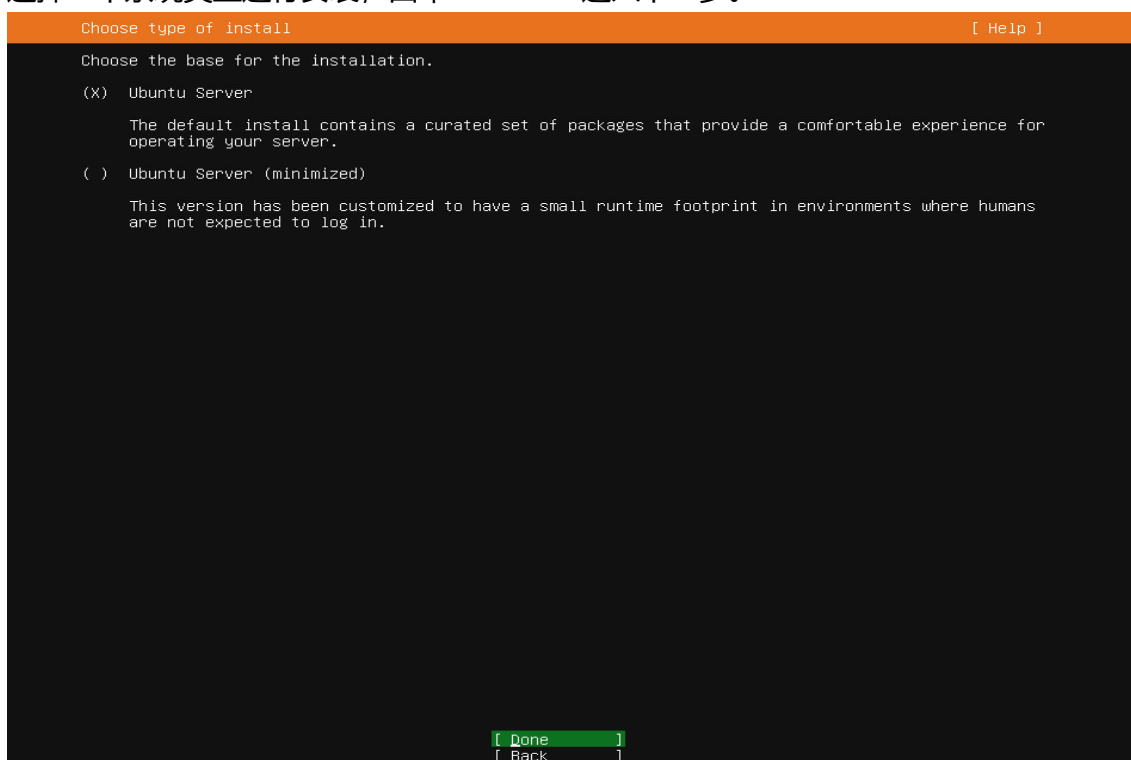 Choose type of install [ Help ]
Choose the base for the installation.
(X) Ubuntu Server
The default install contains a curated set of packages that provide a comfortable experience for
operating your server.
( ) Ubuntu Server (minimized)
This version has been customized to have a small runtime footprint in environments where humans
are not expected to log in.
[ Done ]
[ Back ]